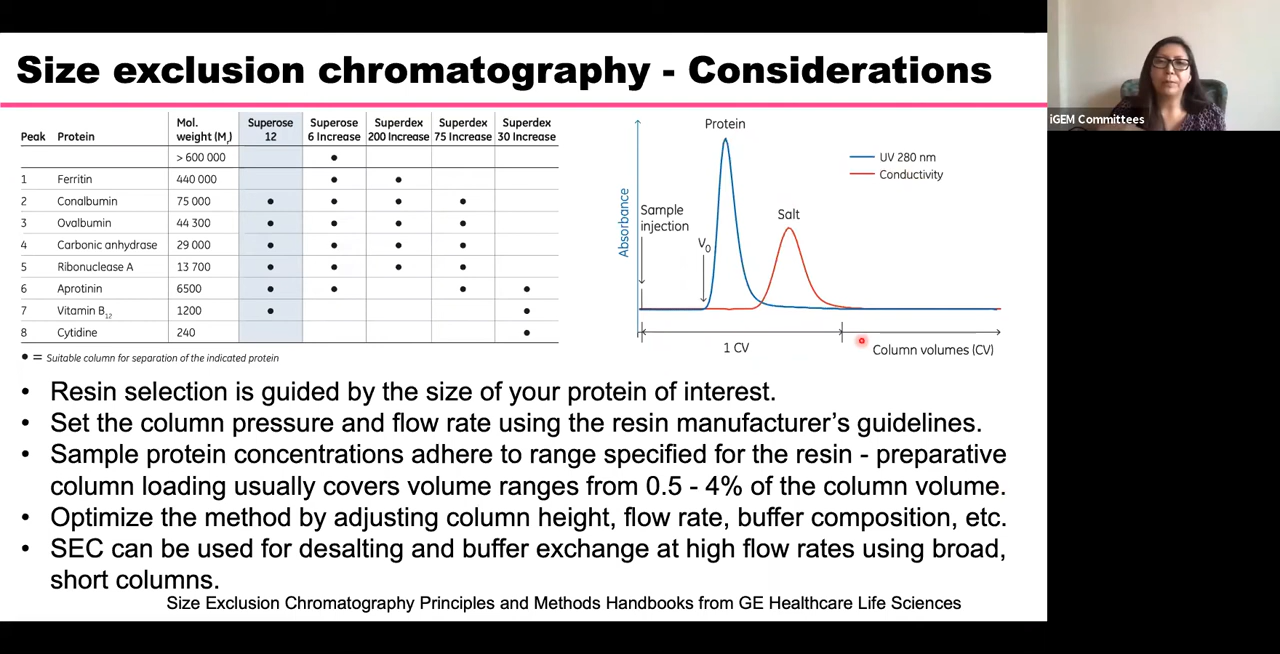 Size exclusion chromatography - Considerations
Peak Protein Mol. weight (Mr) Superose 12 Superose 6 Increase Superdex 200 Increase Superdex 75 Increase Superdex 30 Increase
> 600 000 •
1 Ferritin 440 000 • •
2 Conalbumin 75 000 • • • •
3 Ovalbumin 44 300 • • • •
4 Carbonic anhydrase 29 000 • • • •
5 Ribonuclease A 13 700 • • • •
6 Aprotinin 6500 • • • •
7 Vitamin B12 1200 • •
8 Cytidine 240 •
• = Suitable column for separation of the indicated protein
Absorbance
Sample
injection
V0
Protein
Salt
UV 280 nm
Conductivity
1 CV
Column volumes (CV)
• Resin selection is guided by the size of your protein of interest.
• Set the column pressure and flow rate using the resin manufacturer’s guidelines.
• Sample protein concentrations adhere to range specified for the resin - preparative
column loading usually covers volume ranges from 0.5 - 4% of the column volume.
• Optimize the method by adjusting column height, flow rate, buffer composition, etc.
• SEC can be used for desalting and buffer exchange at high flow rates using broad,
short columns.
Size Exclusion Chromatography Principles and Methods Handbooks from GE Healthcare Life Sciences
iGEM Committees